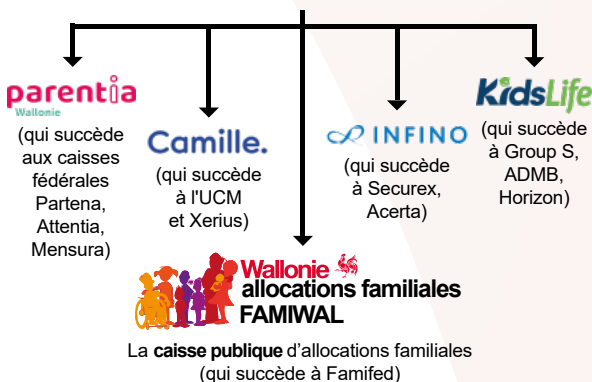 parentia
Wallonie
(qui succède
aux caisses
fédérales
Partena,
Attentia,
Mensura)
Camille.
(qui succède
à l'UCM
et Xerius)
INFINO
(qui succède
à Securex,
Acerta)
KidsLife
(qui succède
à Group S,
ADMB,
Horizon)
Wallonie
allocations familiales
FAMIWAL
La caisse publique d'allocations familiales
(qui succède à Famifed)